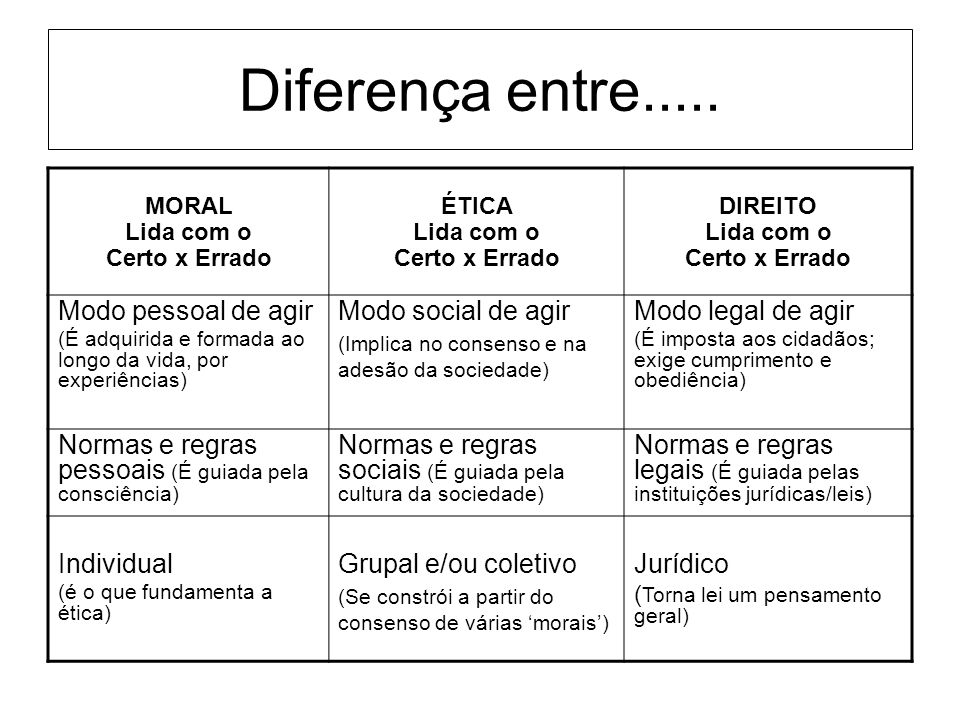 Diferença entre.....
MORAL
Lida com o
Certo x Errado
ÉTICA
Lida com o
Certo x Errado
DIREITO
Lida com o
Certo x Errado
Modo pessoal de agir
(É adquirida e formada ao
longo da vida, por
experiências)
Modo social de agir
(Implica no consenso e na
adesão da sociedade)
Modo legal de agir
(É imposta aos cidadãos;
exige cumprimento e
obediência)
Normas e regras
pessoais (É guiada pela
consciência)
Normas e regras
sociais (É guiada pela
cultura da sociedade)
Normas e regras
legais (É guiada pelas
instituições jurídicas/leis)
Individual
(é o que fundamenta a
ética)
Grupal e/ou coletivo
(Se constrói a partir do
consenso de várias ‘morais’)
Jurídico
(Torna lei um pensamento
geral)